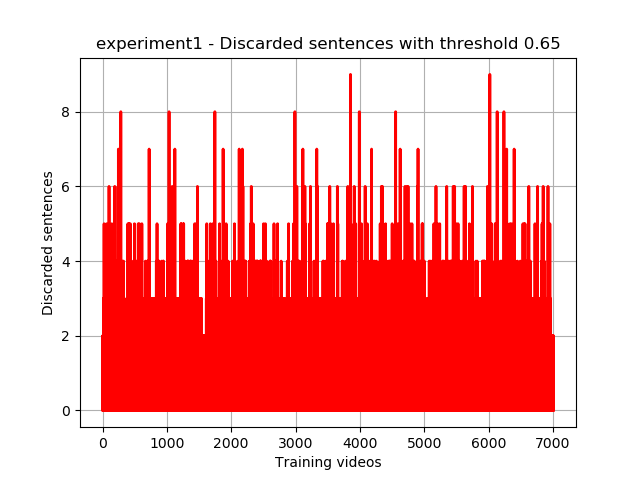 experiment1 - Discarded sentences with threshold 0.65
8
6
4
2
0
Discarded sentences
0 1000 2000 3000 4000 5000 6000 7000
Training videos